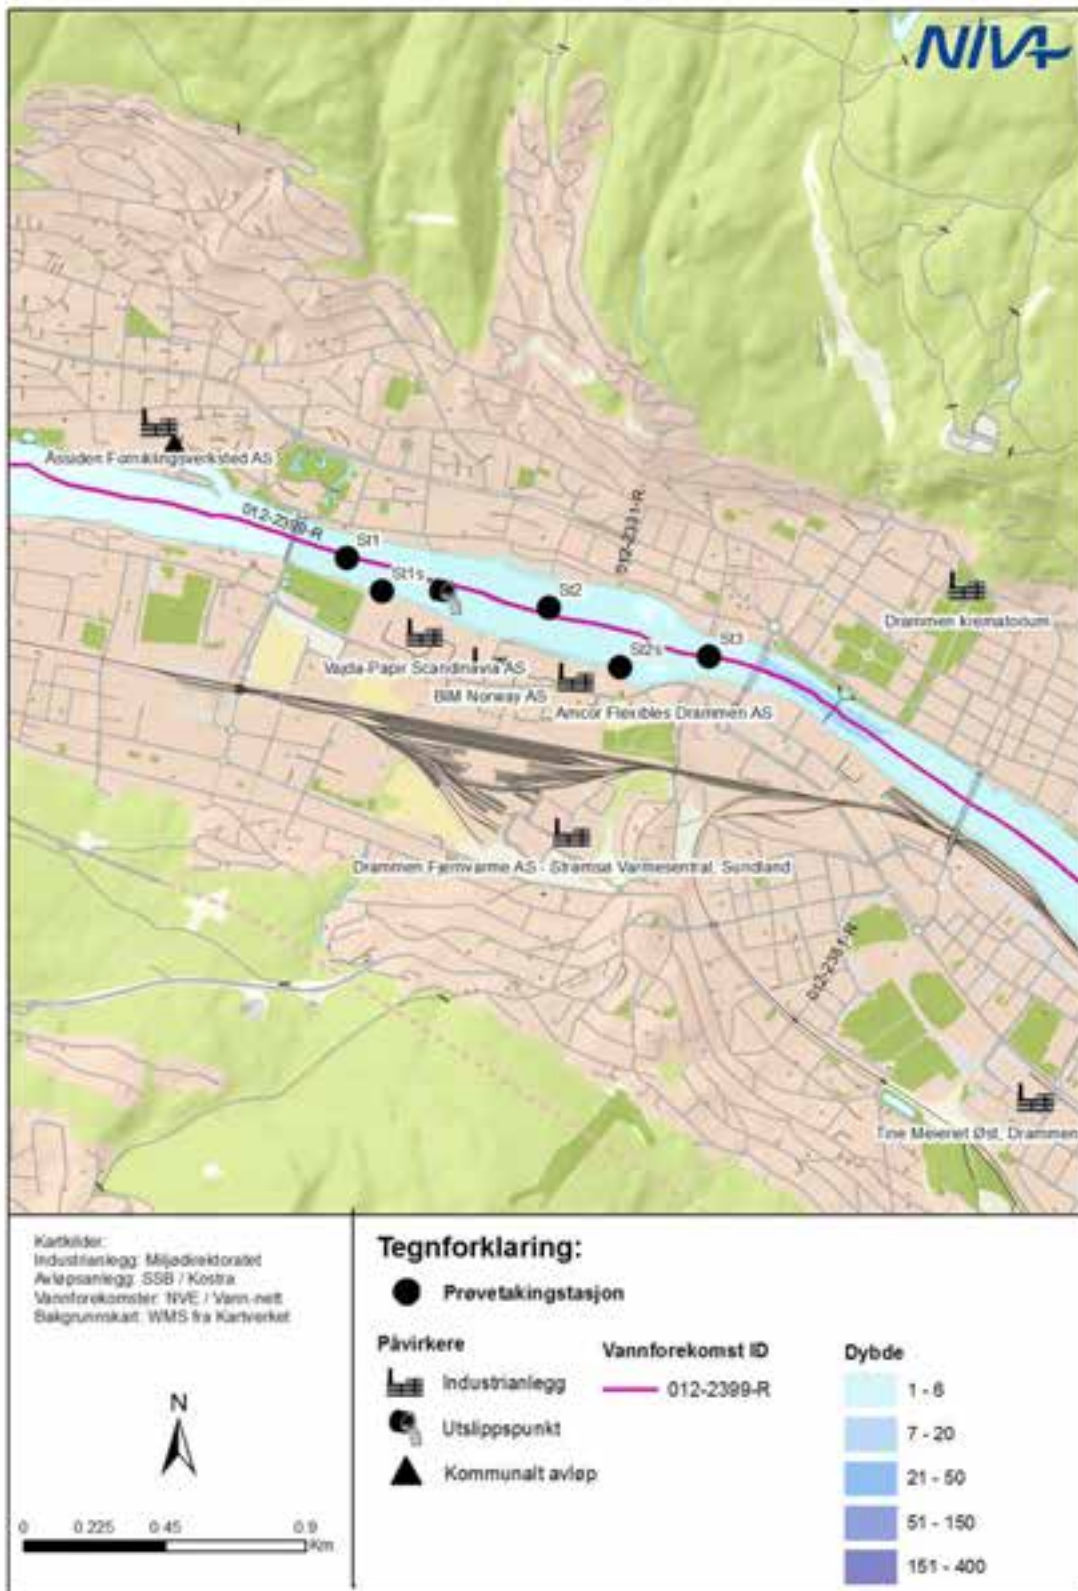 NIVA
Åssiden Forniklingsverksted AS
012-2399-R
St1
St1s
012-2381-R
St2
Drammen krematorium
St2s
St3
Vajda-Papir Scandinavia AS
BIM Norway AS
Amcor Flexibles Drammen AS
Drammen Fjernvarme AS - Strømsø Varmesentral, Sundland
012-2381-R
Tine Meieriet Øst, Drammen
Kartkilder:
Industrianlegg: Miljødirektoratet
Avløpsanlegg: SSB / Kostra
Vannforekomster: NVE / Vann-nett
Bakgrunnskart: WMS fra Kartverket
N
0 0.225 0.45 0.9
Km
Tegnforklaring:
Prøvetakingstasjon
Påvirkere
Industrianlegg
Utslippspunkt
Kommunalt avløp
Vannforekomst ID
012-2399-R
Dybde
1 - 6
7 - 20
21 - 50
51 - 150
151 - 400